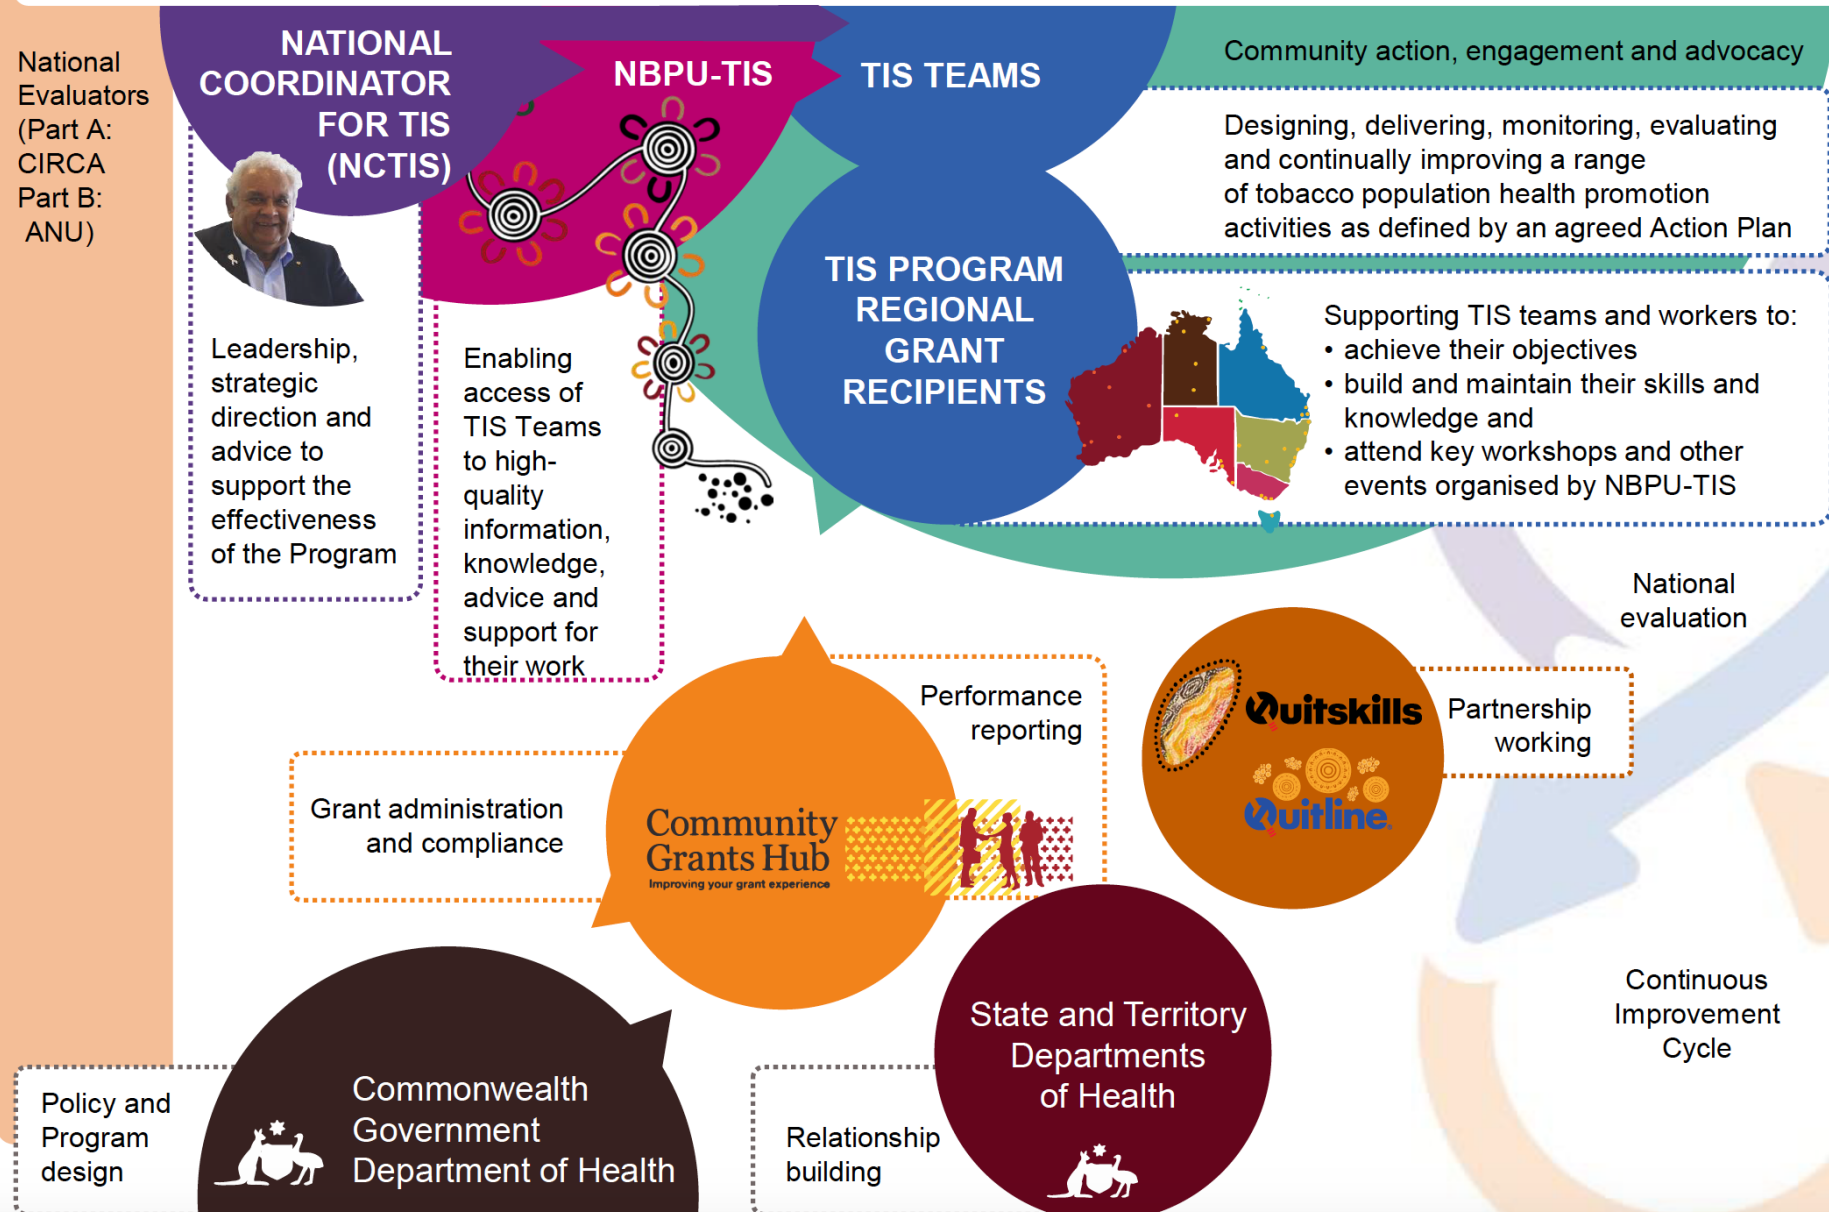 National
Evaluators
(Part A:
CIRCA
Part B:
ANU)
NATIONAL
COORDINATOR
FOR TIS
(NCTIS)
Leadership,
strategic
direction and
advice to
support the
effectiveness
of the Program
NBPU-TIS
Enabling
access of
TIS Teams
to high-
quality
information,
knowledge,
advice and
support for
their work
TIS TEAMS
Community action, engagement and advocacy
Designing, delivering, monitoring, evaluating
and continually improving a range
of tobacco population health promotion
activities as defined by an agreed Action Plan
TIS PROGRAM
REGIONAL
GRANT
RECIPIENTS
Supporting TIS teams and workers to:
• achieve their objectives
• build and maintain their skills and
knowledge and
• attend key workshops and other
events organised by NBPU-TIS
National
evaluation
Performance
reporting
Grant administration
and compliance
Community
Grants Hub
Improving your grant experience
Quitskills
Quitline®
Partnership
working
Continuous
Improvement
Cycle
Policy and
Program
design
Commonwealth
Government
Department of Health
Relationship
building
State and Territory
Departments
of Health